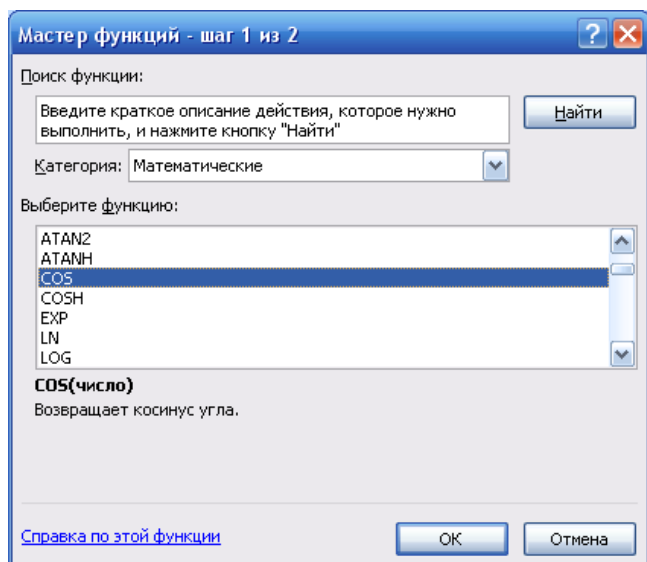 Мастер функций - шаг 1 из 2
Поиск функции:
Введите краткое описание действия, которое нужно
выполнить, и нажмите кнопку "Найти"
Найти
Категория: Математические
Выберите функцию:
ATAN2
ATANH
COS
COSH
EXP
LN
LOG
COS(число)
Возвращает косинус угла.
Справка по этой функции
ОК
Отмена